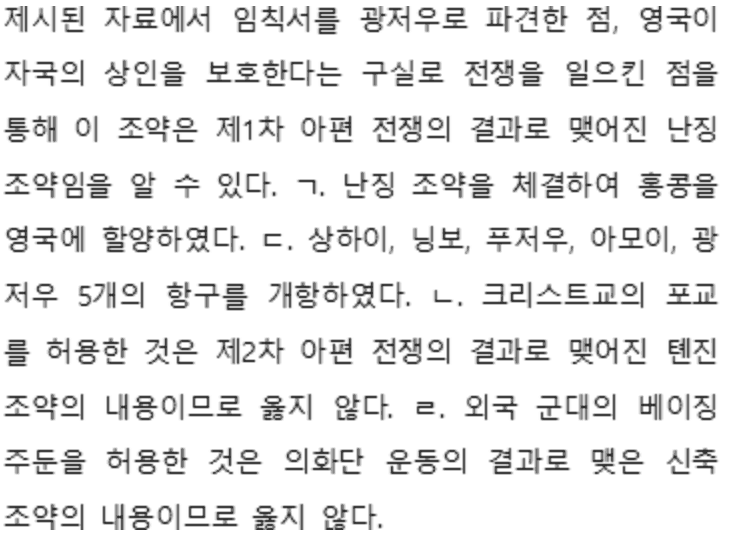 제시된 자료에서 임칙서를 광저우로 파견한 점, 영국이
자국의 상인을 보호한다는 구실로 전쟁을 일으킨 점을
통해 이 조약은 제1차 아편 전쟁의 결과로 맺어진 난징
조약임을 알 수 있다. ㄱ. 난징 조약을 체결하여 홍콩을
영국에 할양하였다. ㄷ. 상하이, 닝보, 푸저우, 아모이, 광
저우 5개의 항구를 개항하였다. ㄴ. 크리스트교의 포교
를 허용한 것은 제2차 아편 전쟁의 결과로 맺어진 톈진
조약의 내용이므로 옳지 않다. ㄹ. 외국 군대의 베이징
주둔을 허용한 것은 의화단 운동의 결과로 맺은 신축
조약의 내용이므로 옳지 않다.